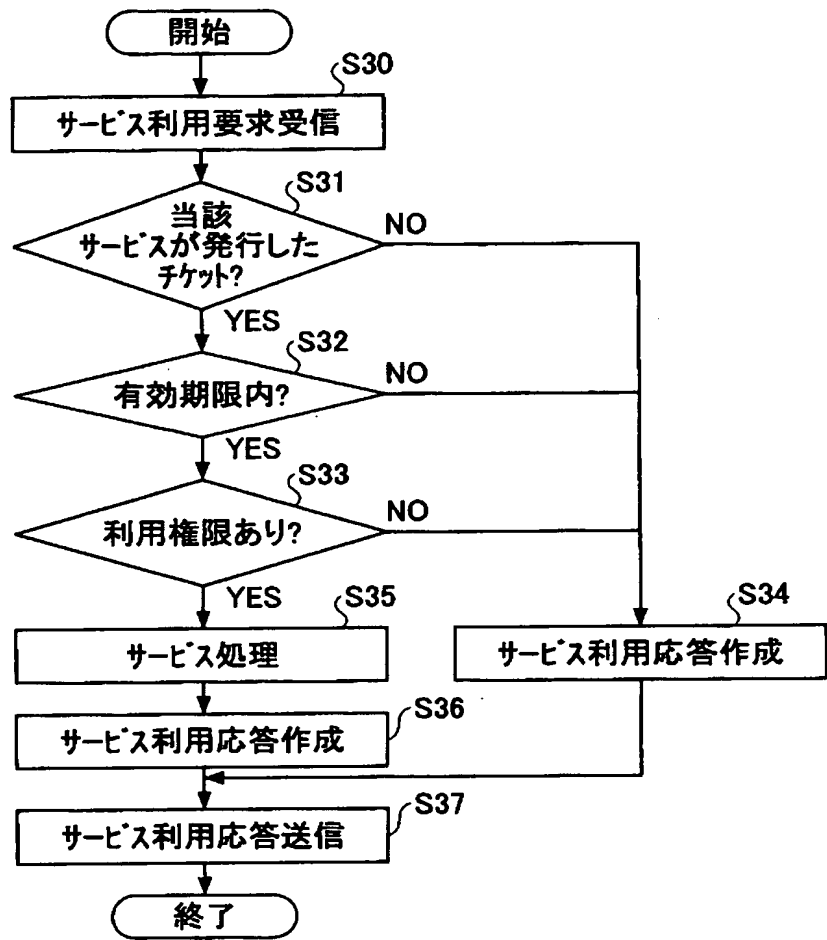 開始
S30
サービス利用要求受信
S31
当該
サービスが発行した
チケット?
NO
YES
S32
有効期限内?
NO
YES
S33
利用権限あり?
NO
YES
S35
サービス処理
S34
サービス利用応答作成
S36
サービス利用応答作成
S37
サービス利用応答送信
終了